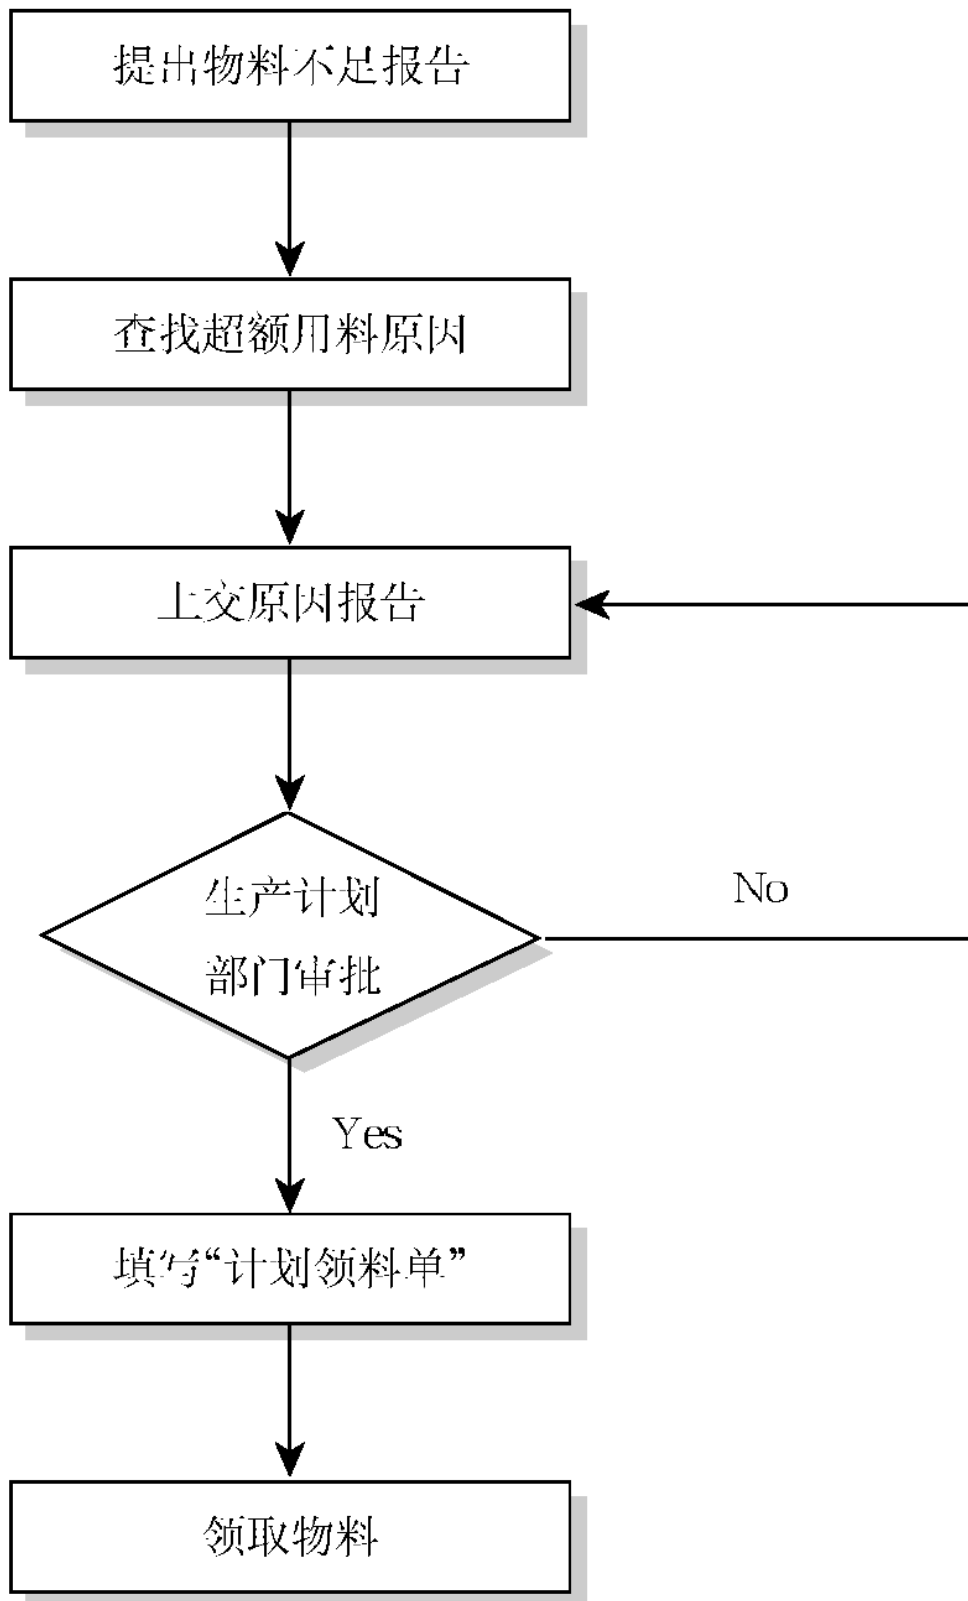 提出物料不足报告
查找超额用料原因
上交原因报告
生产计划
部门审批
No
Yes
填写“计划领料单”
领取物料